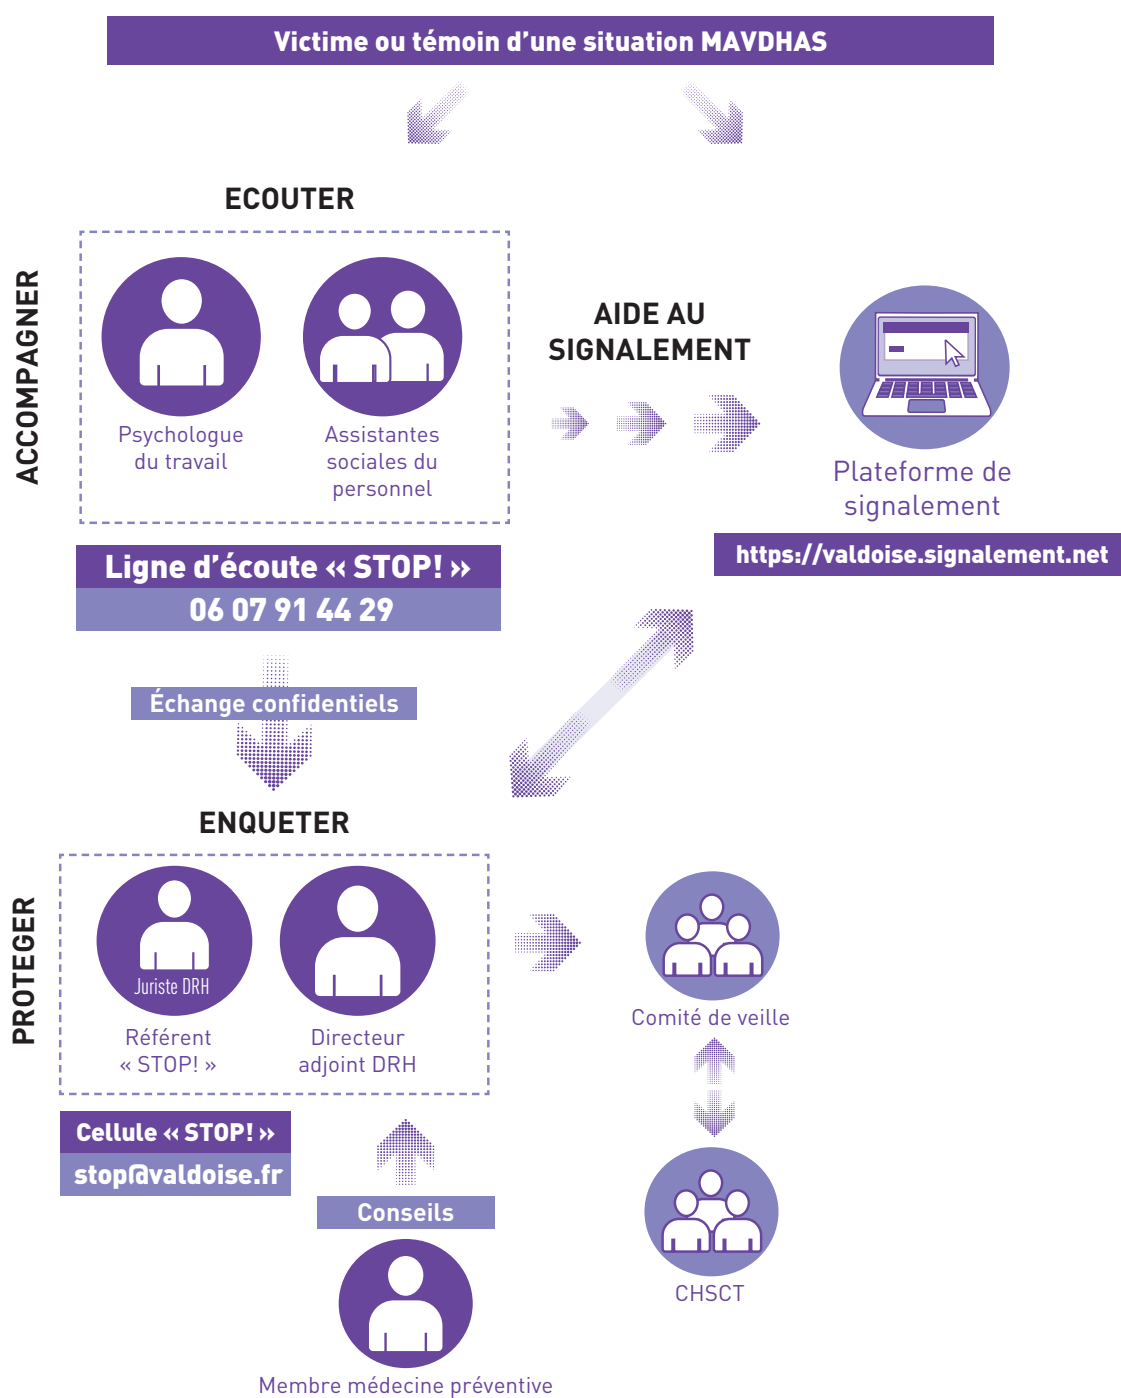 Victime ou témoin d’une situation MAVDHAS
ECOUTER
ACCOMPAGNER
Psychologue
du travail
Assistantes
sociales du
personnel
AIDE AU
SIGNALEMENT
Plateforme de
signalement
https://valdoise.signalement.net
Ligne d’écoute « STOP! »
06 07 91 44 29
Échange confidentiels
ENQUETER
PROTEGER
Juriste DRH
Référent
« STOP! »
Directeur
adjoint DRH
Comité de veille
Cellule « STOP! »
stop@valdoise.fr
Conseils
Membre médecine préventive
CHSCT